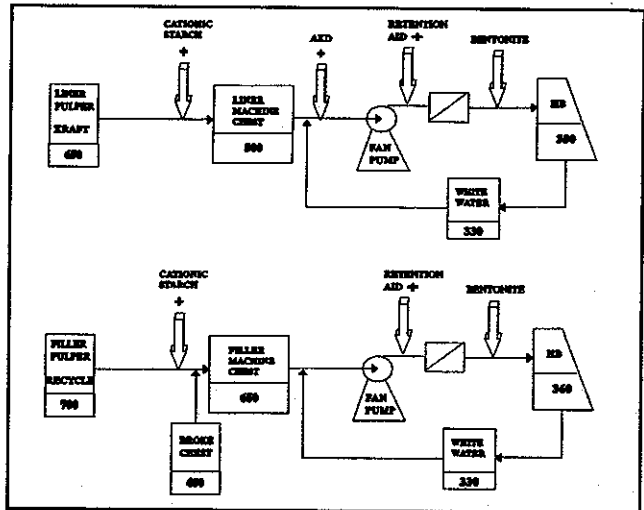 CATIONIC
STARCH
+
AKD
+
RETENTION
AID +
BENTONITE
LINER
PULPER
KRAFT
650
LINER
MACHINE
CHEST
500
FAN
PUMP
HB
350
WHITE
WATER
330
CATIONIC
STARCH
+
RETENTION
AID +
BENTONITE
FILLER
PULPER
RECYCLE
700
FILLER
MACHINE
CHEST
650
FAN
PUMP
HB
360
BROKE
CHEST
400
WHITE
WATER
330